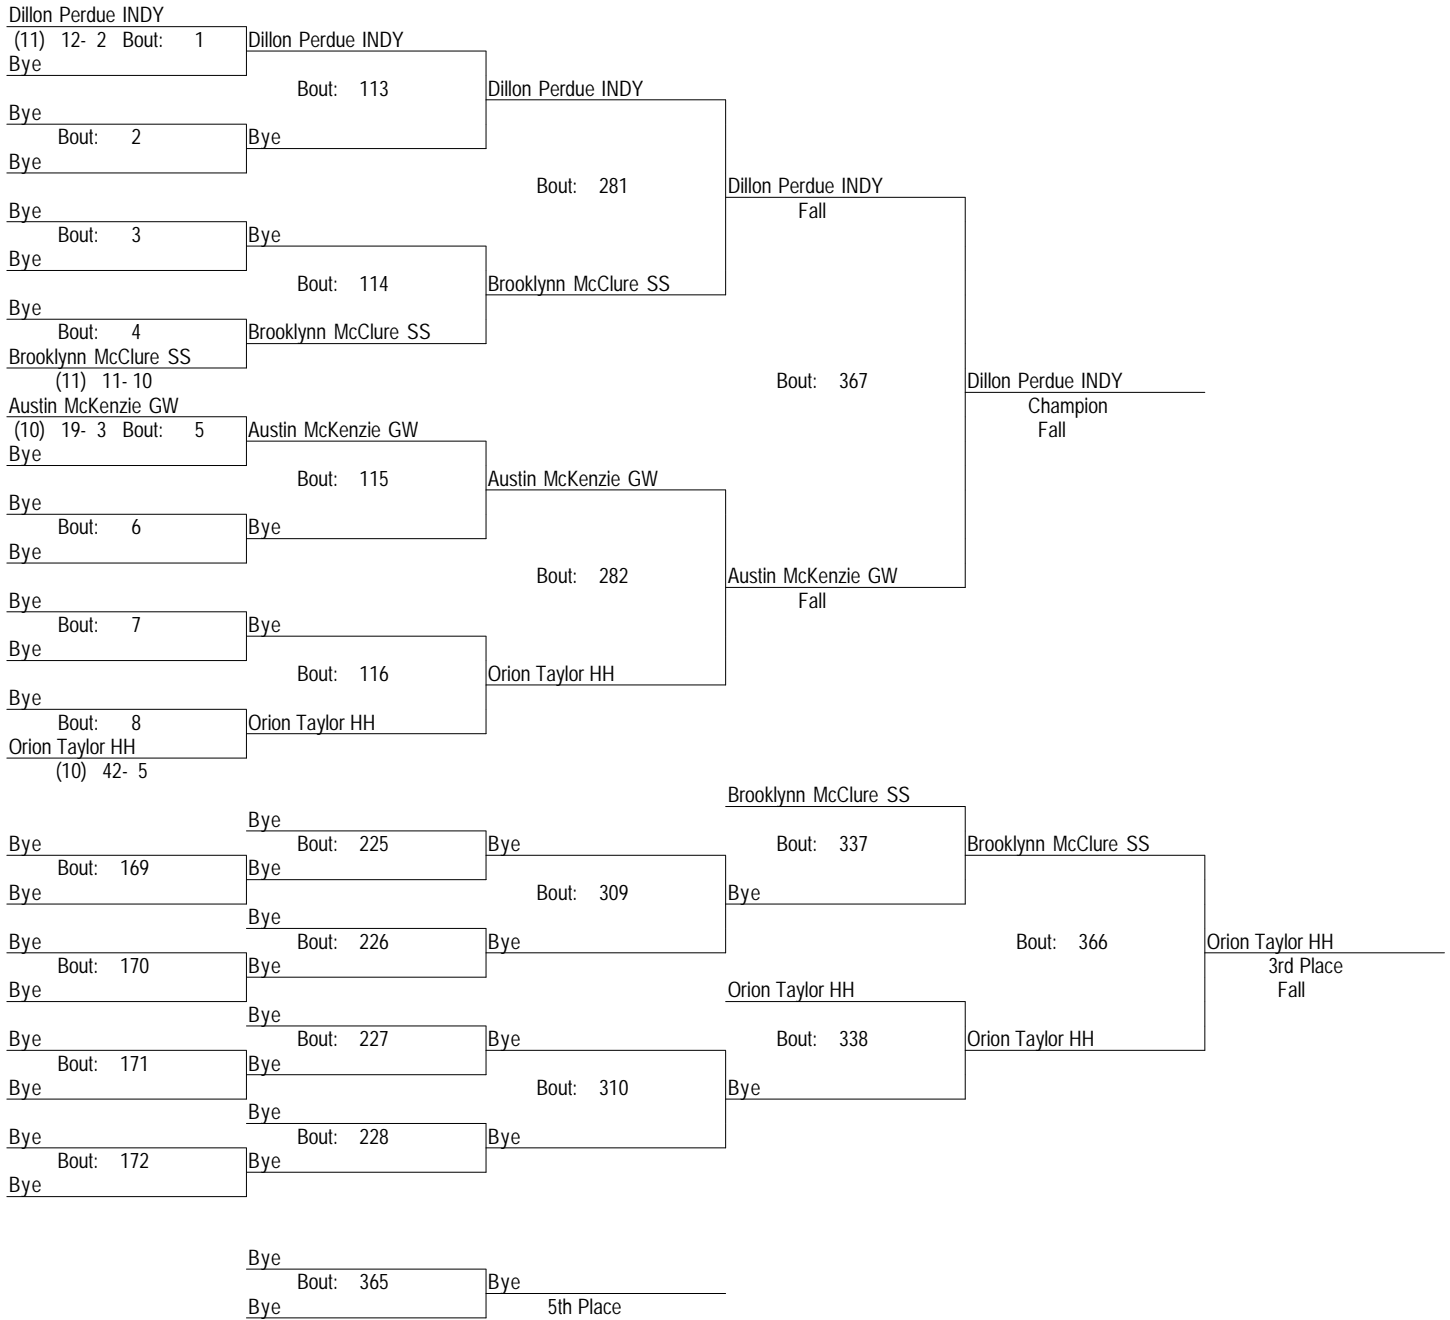 Dillon Perdue INDY
(11) 12- 2 Bout: 1 Dillon Perdue INDY
Bye
Bout: 113 Dillon Perdue INDY
Bye
Bout: 2 Bye
Bye
Bout: 281 Dillon Perdue INDY
Bye Fall
Bout: 3 Bye
Bye
Bout: 114 Brooklynn McClure SS
Bye
Bout: 4 Brooklynn McClure SS
Brooklynn McClure SS
(11) 11- 10 Bout: 367 Dillon Perdue INDY
Austin McKenzie GW Champion
(10) 19- 3 Bout: 5 Austin McKenzie GW Fall
Bye
Bout: 115 Austin McKenzie GW
Bye
Bout: 6 Bye
Bye
Bout: 282 Austin McKenzie GW
Bye Fall
Bout: 7 Bye
Bye
Bout: 116 Orion Taylor HH
Bye
Bout: 8 Orion Taylor HH
Orion Taylor HH
(10) 42- 5
Brooklynn McClure SS
Bye
Bye Bout: 225 Bye Bout: 337 Brooklynn McClure SS
Bout: 169 Bye
Bye Bout: 309 Bye
Bye
Bye Bout: 226 Bye Bout: 366 Orion Taylor HH
Bout: 170 Bye 3rd Place
Bye Orion Taylor HH Fall
Bye
Bye Bout: 227 Bye Bout: 338 Orion Taylor HH
Bout: 171 Bye
Bye Bout: 310 Bye
Bye
Bye Bout: 228 Bye
Bout: 172 Bye
Bye
Bye
Bout: 365 Bye
Bye 5th Place